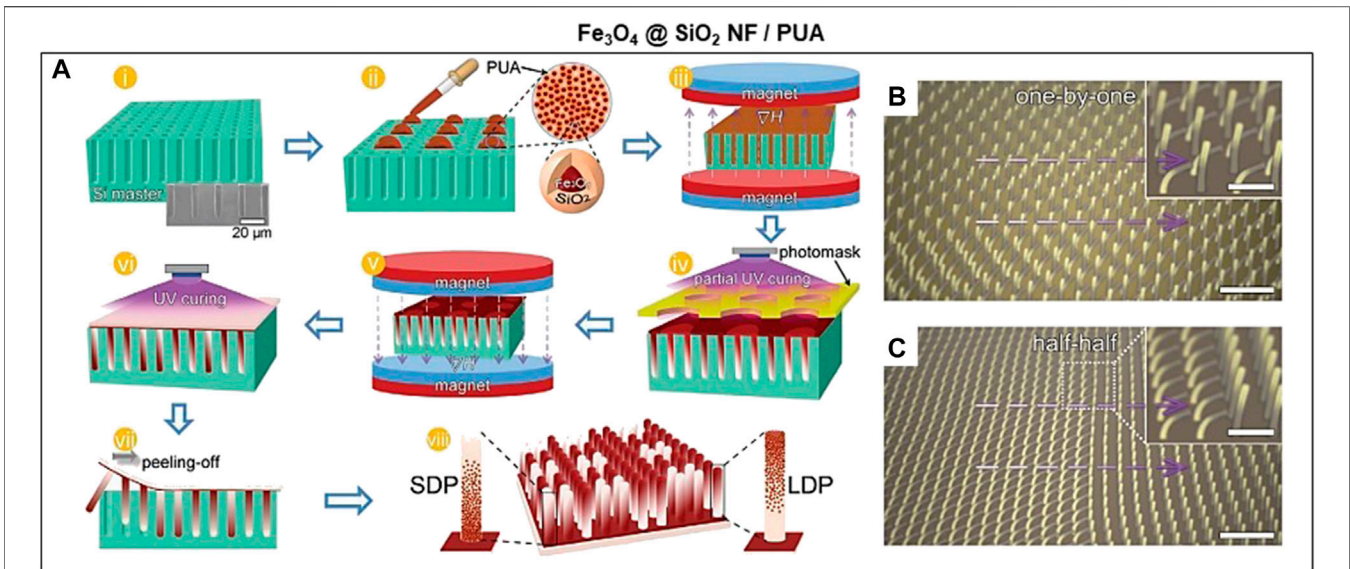 Fe₃O₄ @ SiO₂ NF / PUA
A
i
Si master
20 µm
ii
PUA
Fe₃O₄
SiO₂
iii
magnet
▽H
magnet
iv
photomask
partial UV curing
v
magnet
▽H
magnet
vi
UV curing
vii
peeling-off
viii
SDP
LDP
B
one-by-one
C
half-half